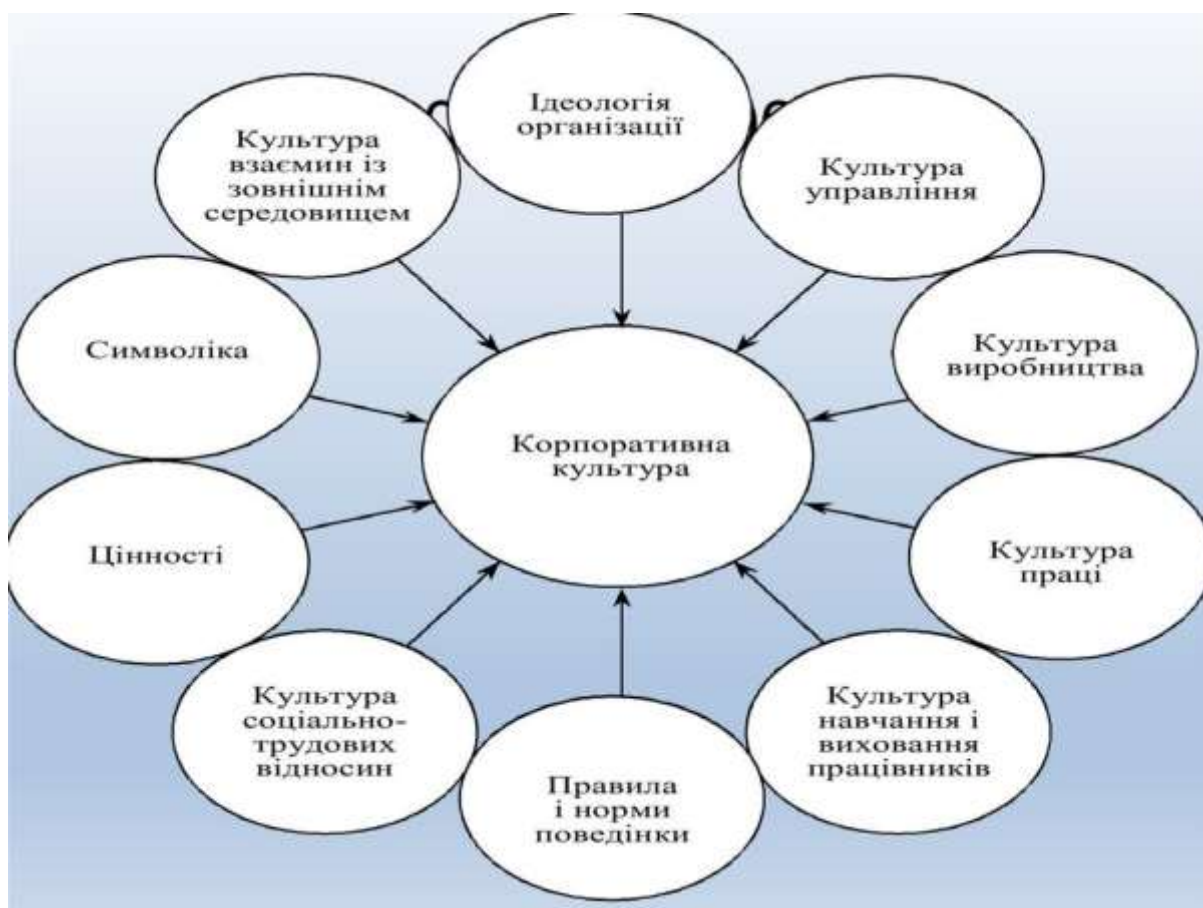 Ідеологія
організації
Культура
взаємин із
зовнішнім
середовищем
Культура
управління
Символіка
Культура
виробництва
Корпоративна
культура
Цінності
Культура
праці
Культура
соціально-
трудових
відносин
Культура
навчання і
виховання
працівників
Правила
і норми
поведінки